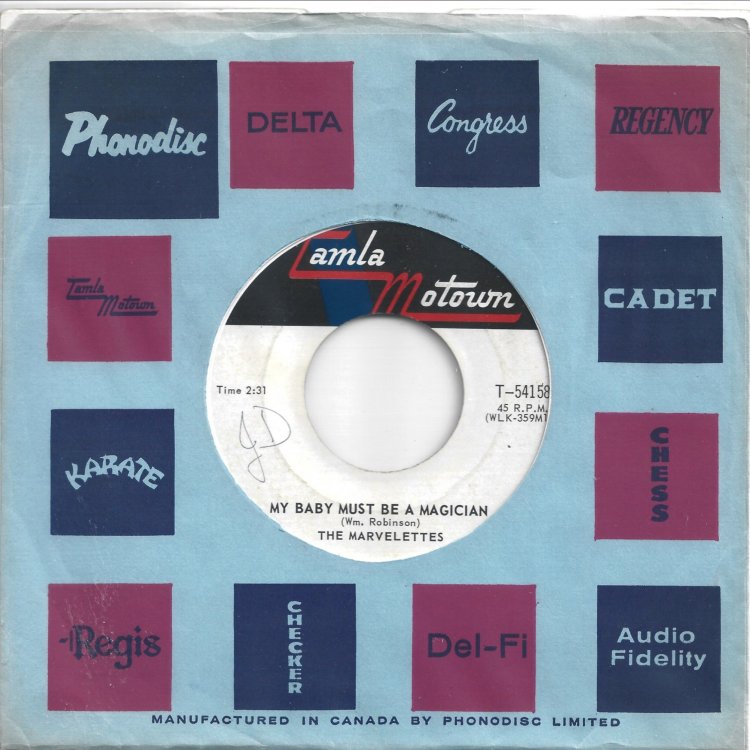 Phonodisc
DELTA
Congress
REGENCY
Tamla
Motown
CADET
Tamla
Motown
Time 2:31
T-54158
45 R.P.M.
(WLK-359M1
JD
KARATE
CHESS
MY BABY MUST BE A MAGICIAN
(Wm. Robinson)
THE MARVELETTES
Regis
CHECKER
Del-Fi
Audio
Fidelity
MANUFACTURED IN CANADA BY PHONODISC LIMITED